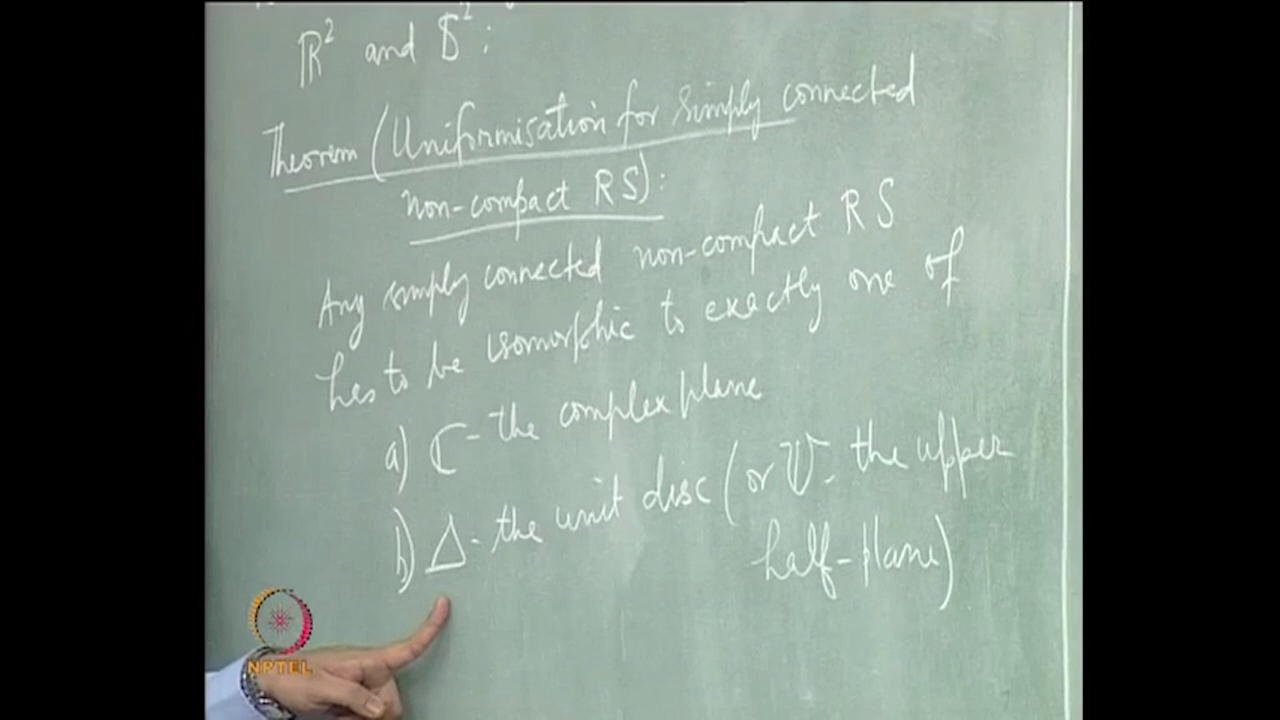 ℝ² and 𝕊²:
Theorem (Uniformisation for simply connected
non-compact RS):
Any simply connected non-compact RS
has to be isomorphic to exactly one of
a) ℂ - the complex plane
b) Δ - the unit disc (or 𝕌 - the upper
half-plane)
NPTEL